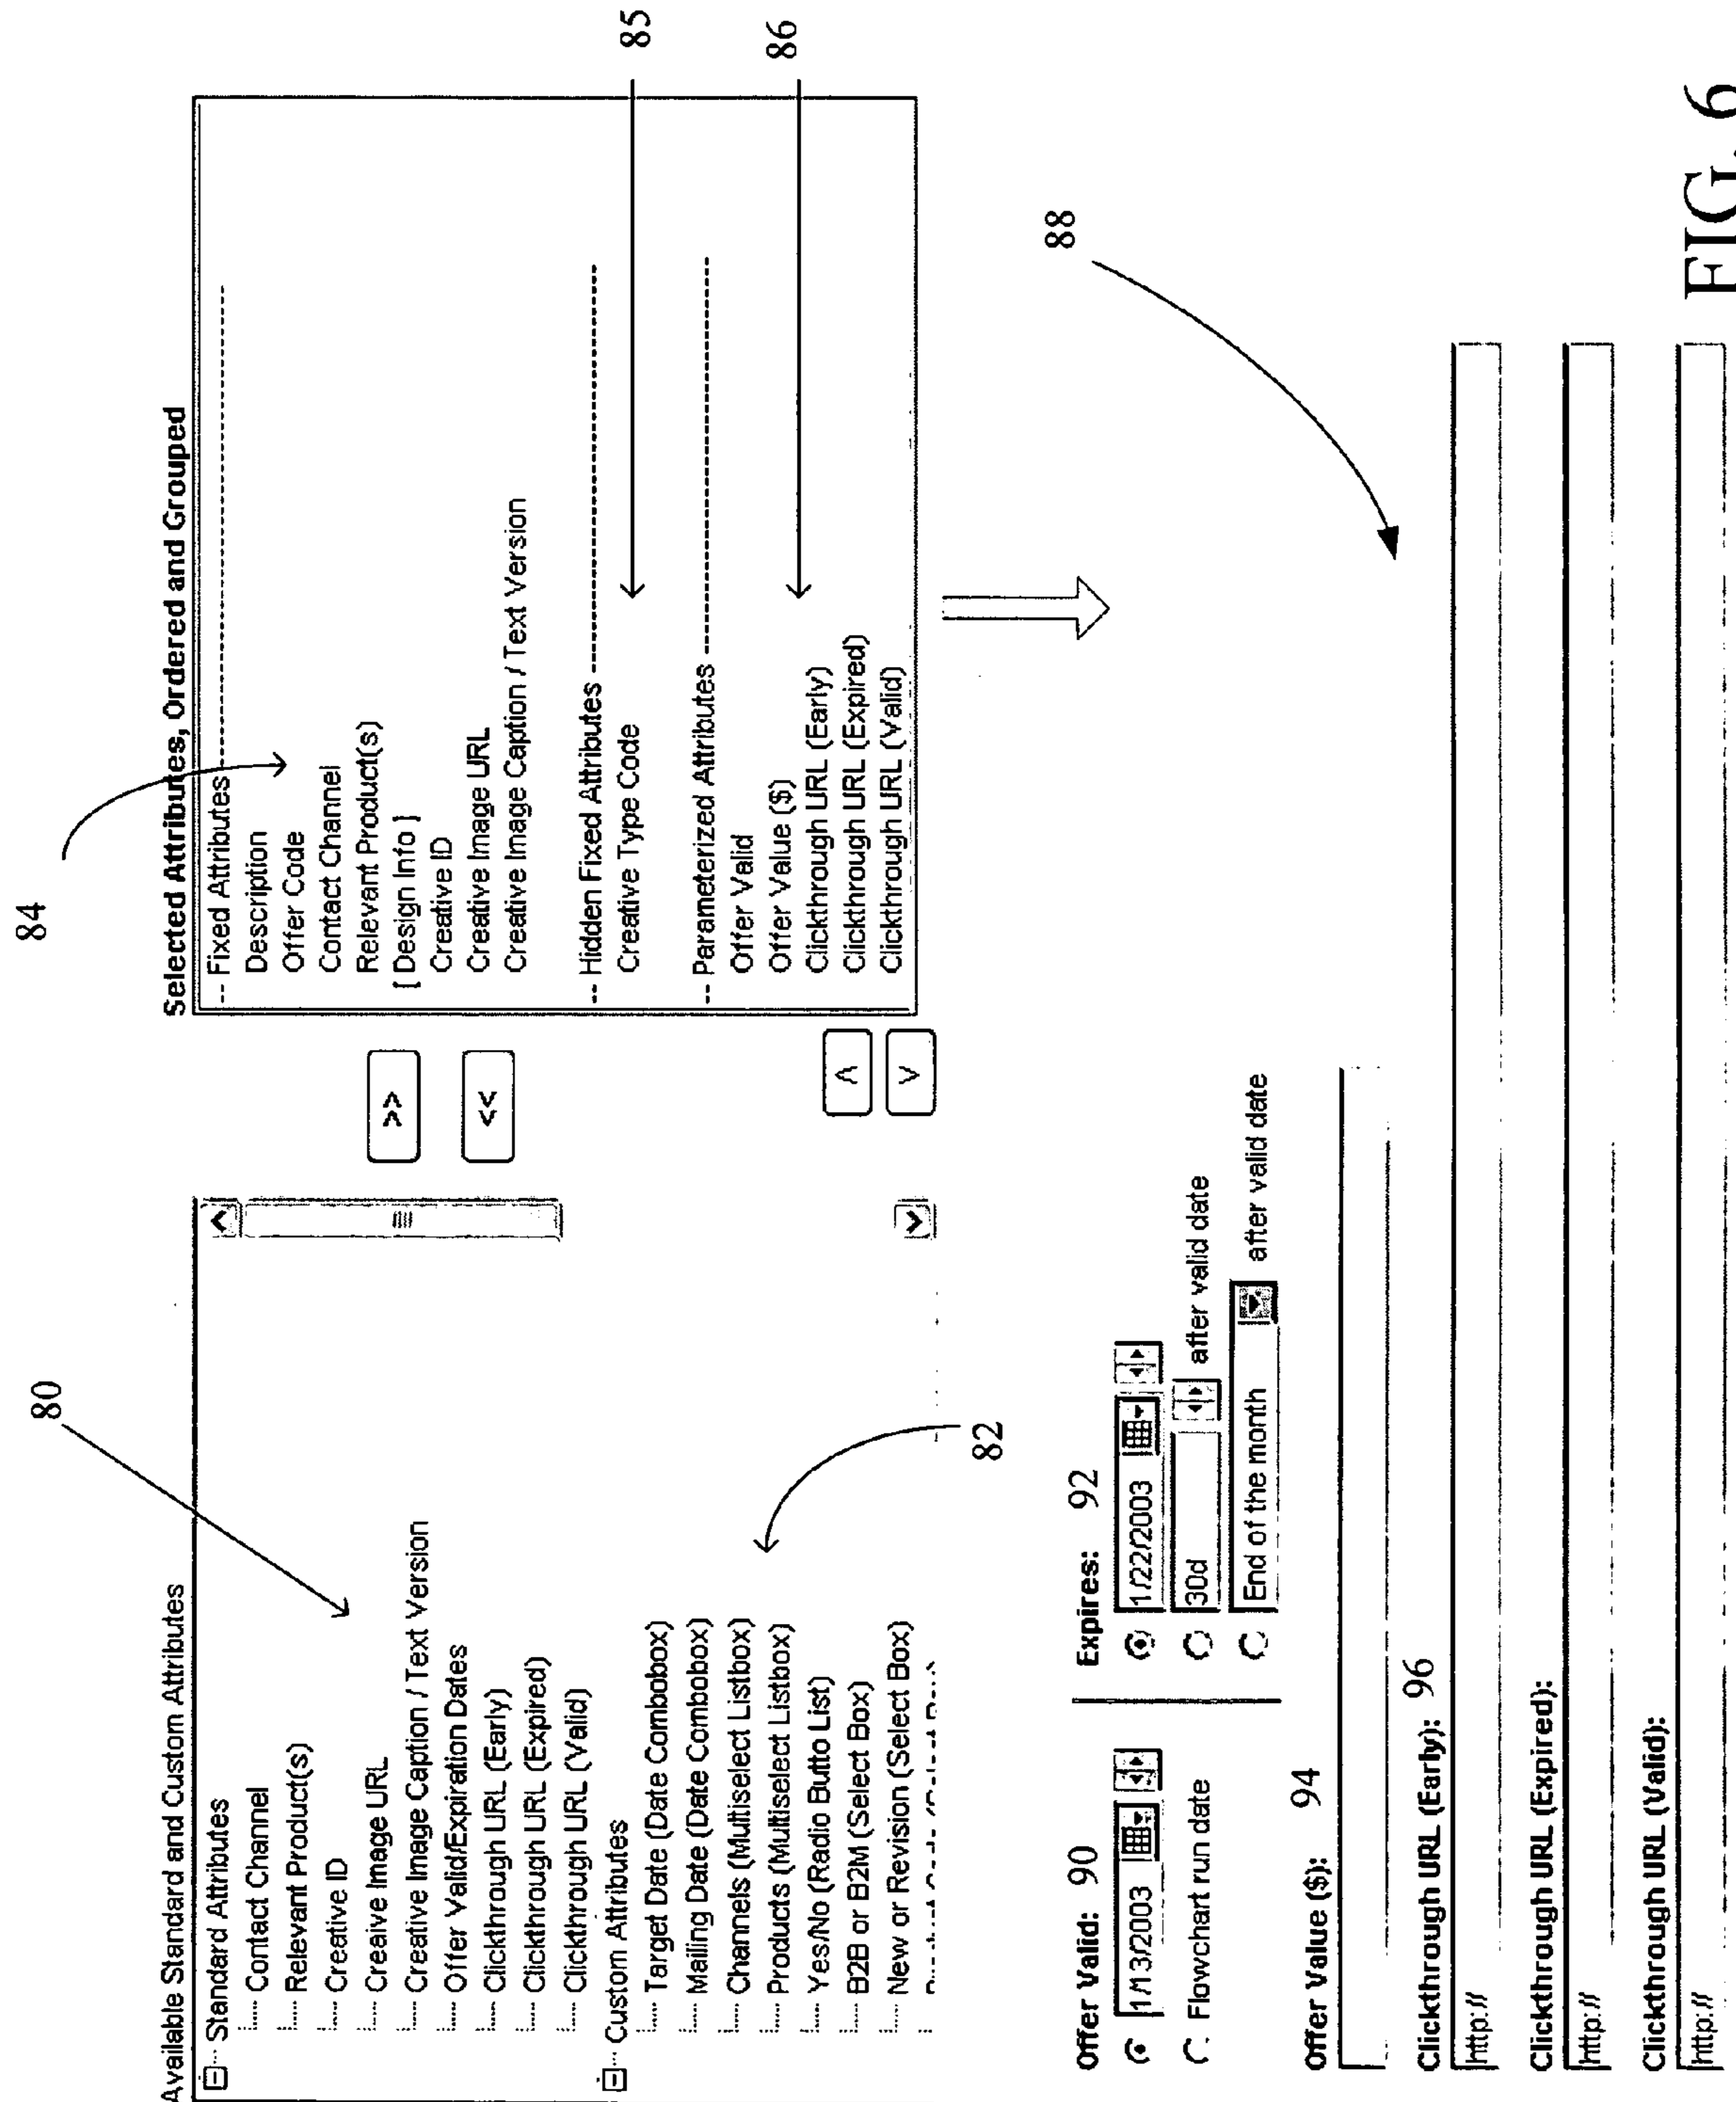 84
80
Available Standard and Custom Attributes
Standard Attributes
Contact Channel
Relevant Product(s)
Creative ID
Creaive Image URL
Creative Image Caption / Text Version
Offer Valid/Expiration Dates
Clickthrough URL (Early)
Clickthrough URL (Expired)
Clickthrough URL (Valid)
Custom Attributes
Target Date (Date Combobox)
Mailing Date (Date Combobox)
Channels (Multiselect Listbox)
Products (Multiselect Listbox)
Yes/No (Radio Butto List)
B2B or B2M (Select Box)
New or Revision (Select Box)
82
>>
<<
Selected Attributes, Ordered and Grouped
--- Fixed Attributes ---
Description
Offer Code
Contact Channel
Relevant Product(s)
[ Design Info ]
Creative ID
Creative Image URL
Creative Image Caption / Text Version
--- Hidden Fixed Attributes ---
Creative Type Code
--- Parameterized Attributes ---
Offer Valid
Offer Value ($)
Clickthrough URL (Early)
Clickthrough URL (Expired)
Clickthrough URL (Valid)
85
86
88
Offer Valid: 90
Flowchart run date
Expires: 92
1/22/2003
30d after valid date
End of the month after valid date
Offer Value ($): 94
Clickthrough URL (Early): 96
http://
Clickthrough URL (Expired):
http://
Clickthrough URL (Valid):
http://
FIG. 6